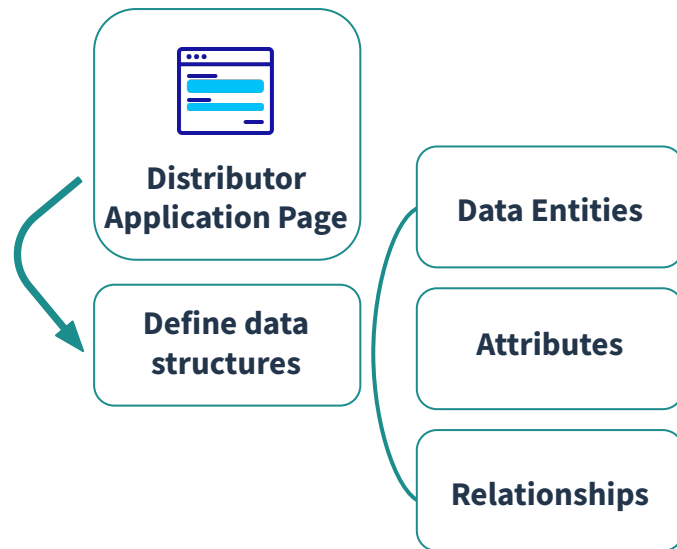 Distributor
Application Page
Define data
structures
Data Entities
Attributes
Relationships